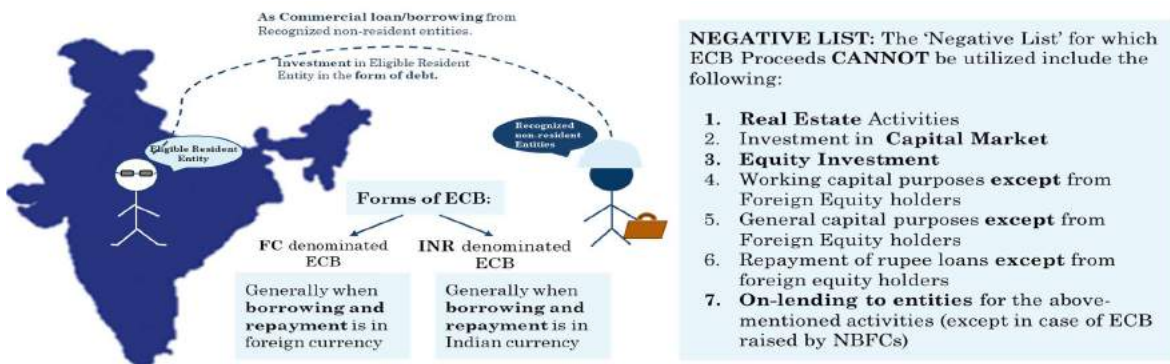 As Commercial loan/borrowing from
Recognized non-resident entities.
Investment in Eligible Resident
Entity in the form of debt.
Eligible Resident
Entity
Recognized
non-resident
Entities
Forms of ECB:
FC denominated
ECB
INR denominated
ECB
Generally when
borrowing and
repayment is in
foreign currency
Generally when
borrowing and
repayment is in
Indian currency
NEGATIVE LIST: The ‘Negative List’ for which
ECB Proceeds CANNOT be utilized include the
following:
1. Real Estate Activities
2. Investment in Capital Market
3. Equity Investment
4. Working capital purposes except from
Foreign Equity holders
5. General capital purposes except from
Foreign Equity holders
6. Repayment of rupee loans except from
foreign equity holders
7. On-lending to entities for the above-
mentioned activities (except in case of ECB
raised by NBFCs)